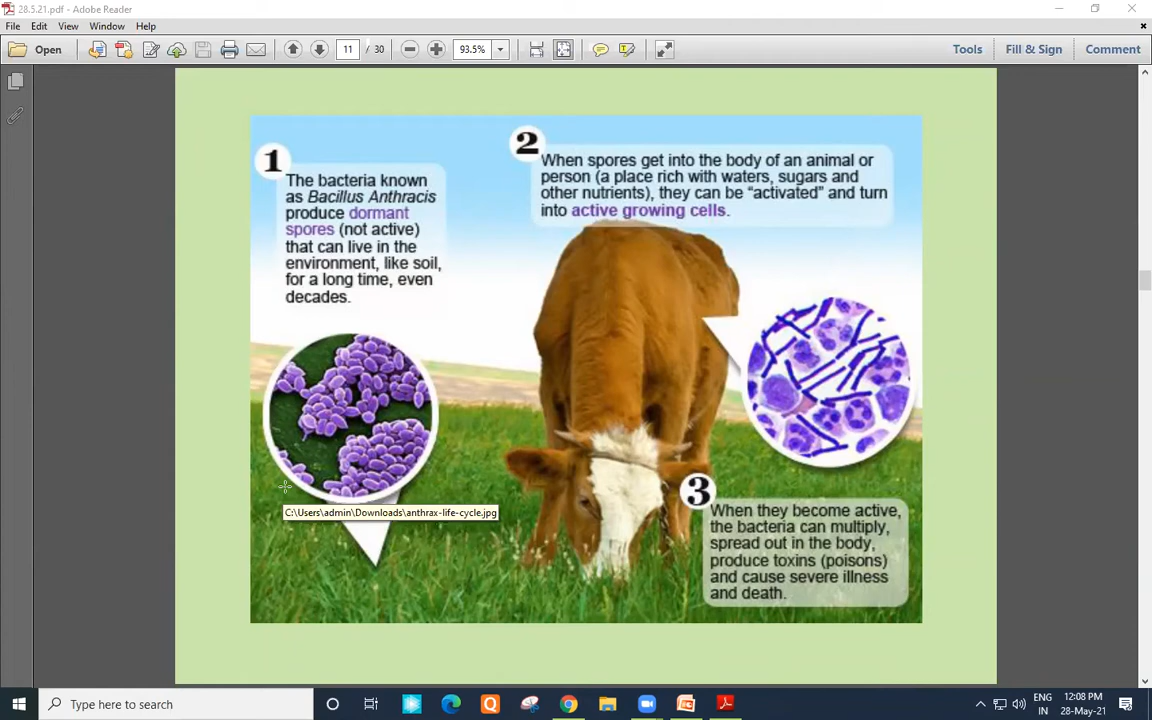 28.5.21.pdf - Adobe Reader
File Edit View Window Help
Open 11 / 30 93.5% Tools Fill & Sign Comment
1
The bacteria known
as Bacillus Anthracis
produce dormant
spores (not active)
that can live in the
environment, like soil,
for a long time, even
decades.
2
When spores get into the body of an animal or
person (a place rich with waters, sugars and
other nutrients), they can be “activated” and turn
into active growing cells.
C:\Users\admin\Downloads\anthrax-life-cycle.jpg
3
When they become active,
the bacteria can multiply,
spread out in the body,
produce toxins (poisons)
and cause severe illness
and death.
Type here to search
ENG
IN
12:08 PM
28-May-21